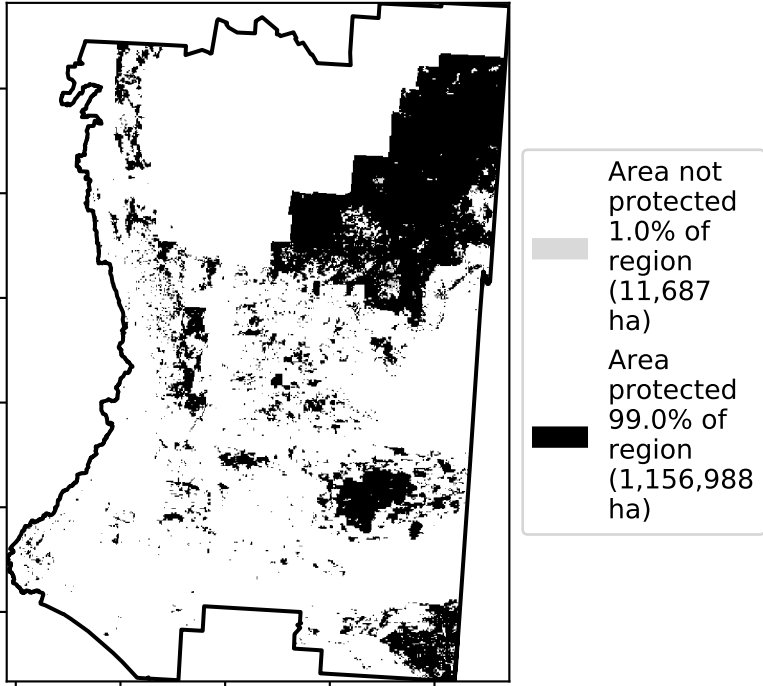 Area not
protected
1.0% of
region
(11,687
ha)
Area
protected
99.0% of
region
(1,156,988
ha)